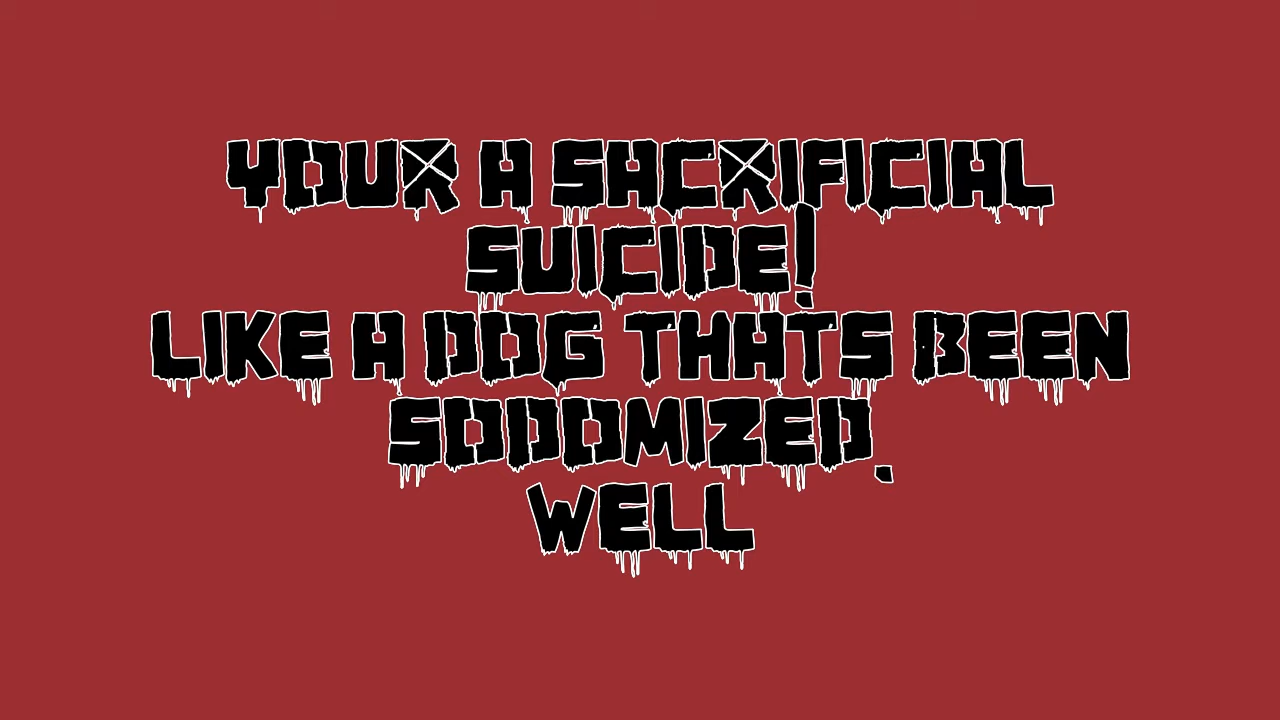 YOUR A SACRIFICIAL
SUICIDE!
LIKE A DOG THATS BEEN
SODOMIZED.
WELL